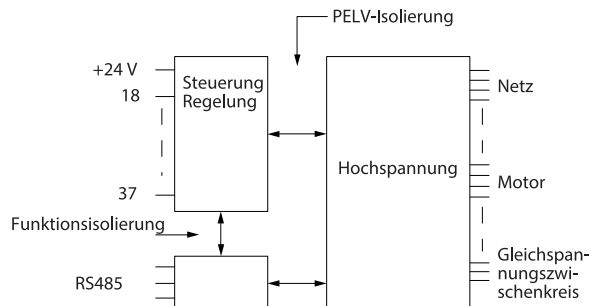 PELV-Isolierung
+24 V
18
37
Steuerung
Regelung
Hochspannung
Netz
Motor
Gleichspan-
nungszwi-
schenkreis
Funktionsisolierung
RS485